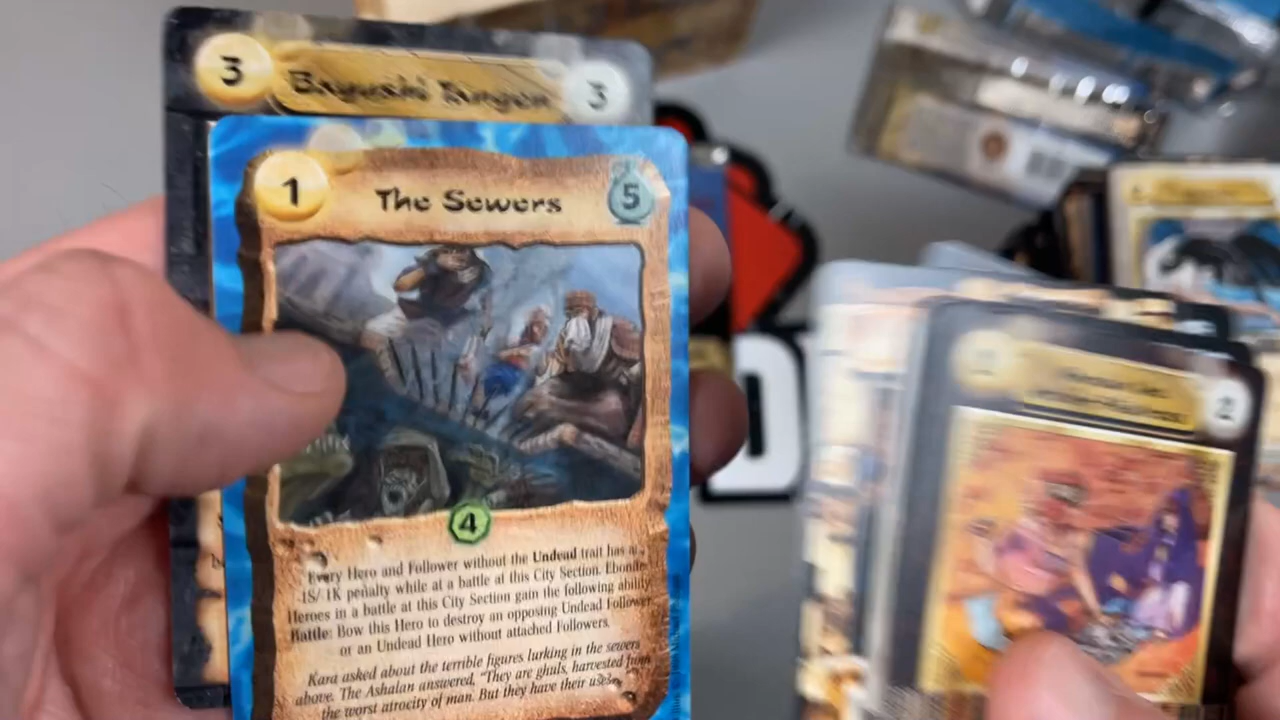 3 Bayushi Tangen 3
1 The Sewers 5
4
Every Hero and Follower without the Undead trait has a
-1S/ 1K penalty while at a battle at this City Section. Ebonite
Heroes in a battle at this City Section gain the following ability
Battle: Bow this Hero to destroy an opposing Undead Follower
or an Undead Hero without attached Followers.
Kara asked about the terrible figures lurking in the sewers
above. The Ashalan answered, "They are ghuls, harvested from
the worst atrocity of man. But they have their uses
2